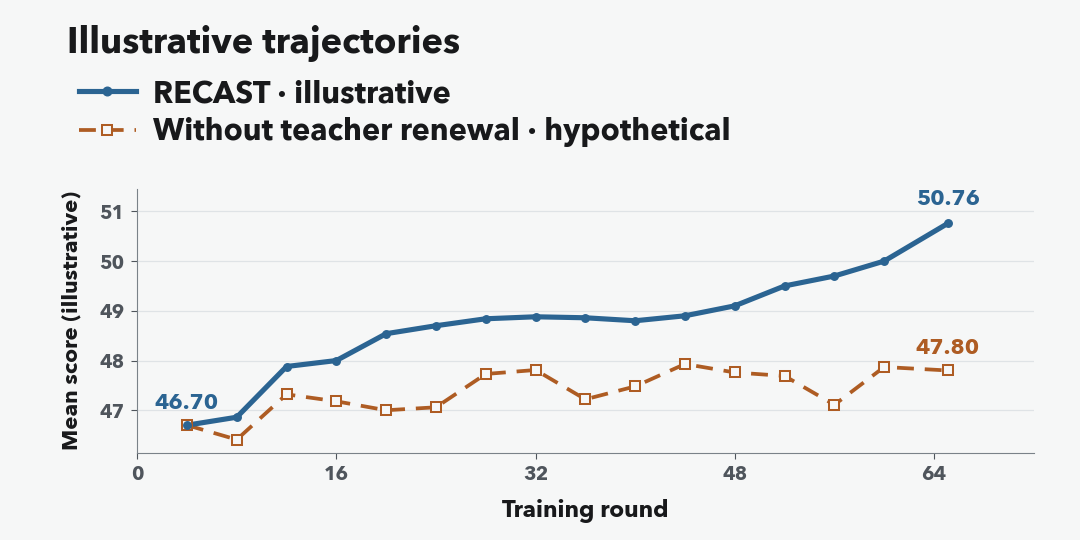 Illustrative trajectories
RECAST · illustrative
Without teacher renewal · hypothetical
Mean score (illustrative)
51
50
49
48
47
46.70
50.76
47.80
0
16
32
48
64
Training round